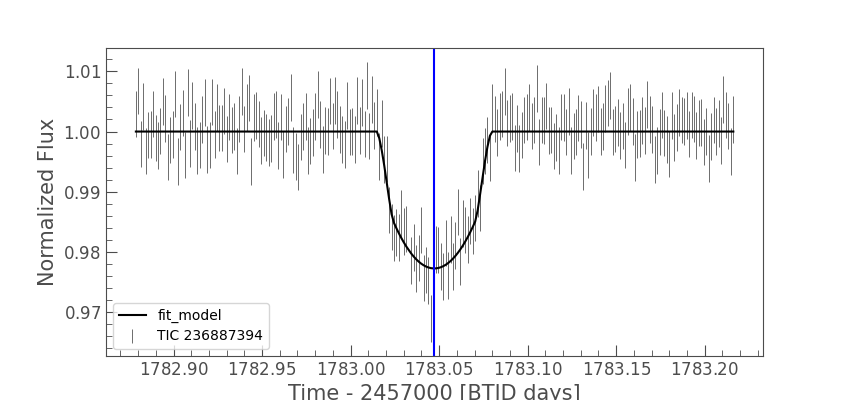 1.01
1.00
0.99
0.98
0.97
Normalized Flux
fit_model
TIC 236887394
1782.90 1782.95 1783.00 1783.05 1783.10 1783.15 1783.20
Time - 2457000 [BTJD days]